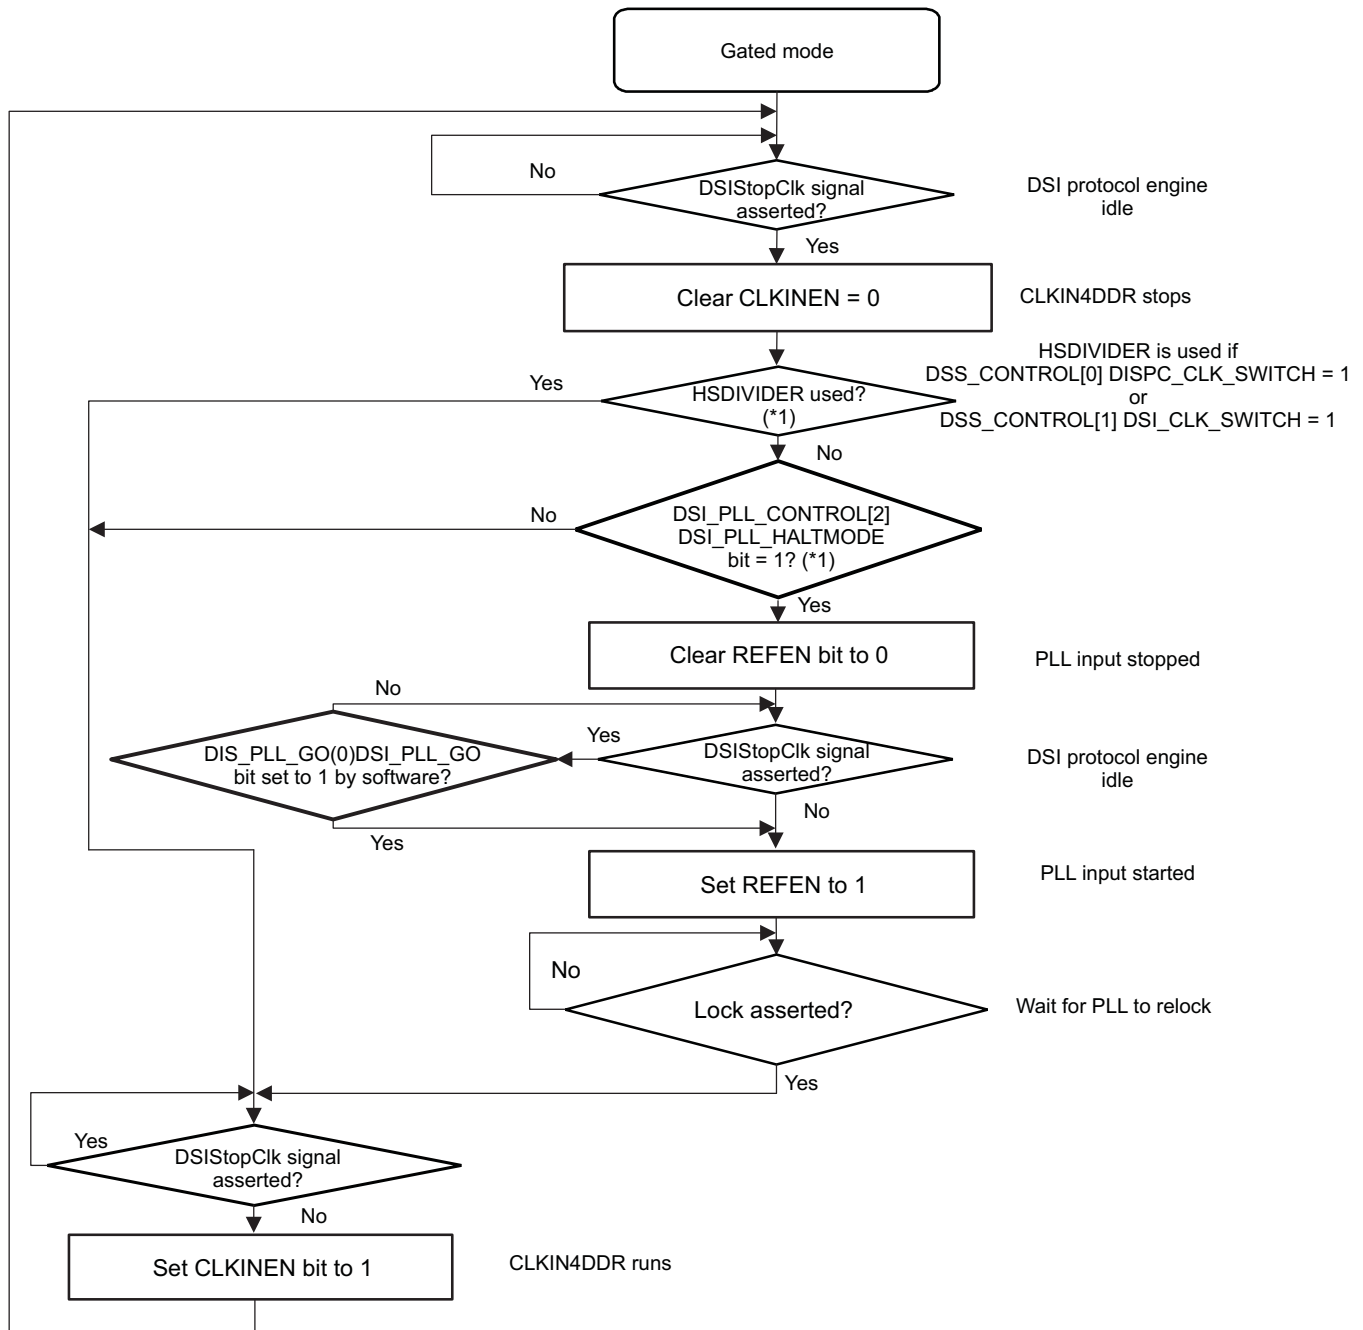 Gated mode
No
DSIStopClk signal
asserted?
DSI protocol engine
idle
Yes
Clear CLKINEN = 0
CLKIN4DDR stops
HSDIVIDER is used if
DSS_CONTROL[0] DISPC_CLK_SWITCH = 1
or
DSS_CONTROL[1] DSI_CLK_SWITCH = 1
Yes
HSDIVIDER used?
(*1)
No
No
DSI_PLL_CONTROL[2]
DSI_PLL_HALTMODE
bit = 1? (*1)
Yes
Clear REFEN bit to 0
PLL input stopped
No
DIS_PLL_GO(0)DSI_PLL_GO
bit set to 1 by software?
Yes
DSIStopClk signal
asserted?
DSI protocol engine
idle
No
Yes
Set REFEN to 1
PLL input started
No
Lock asserted?
Wait for PLL to relock
Yes
Yes
DSIStopClk signal
asserted?
No
Set CLKINEN bit to 1
CLKIN4DDR runs